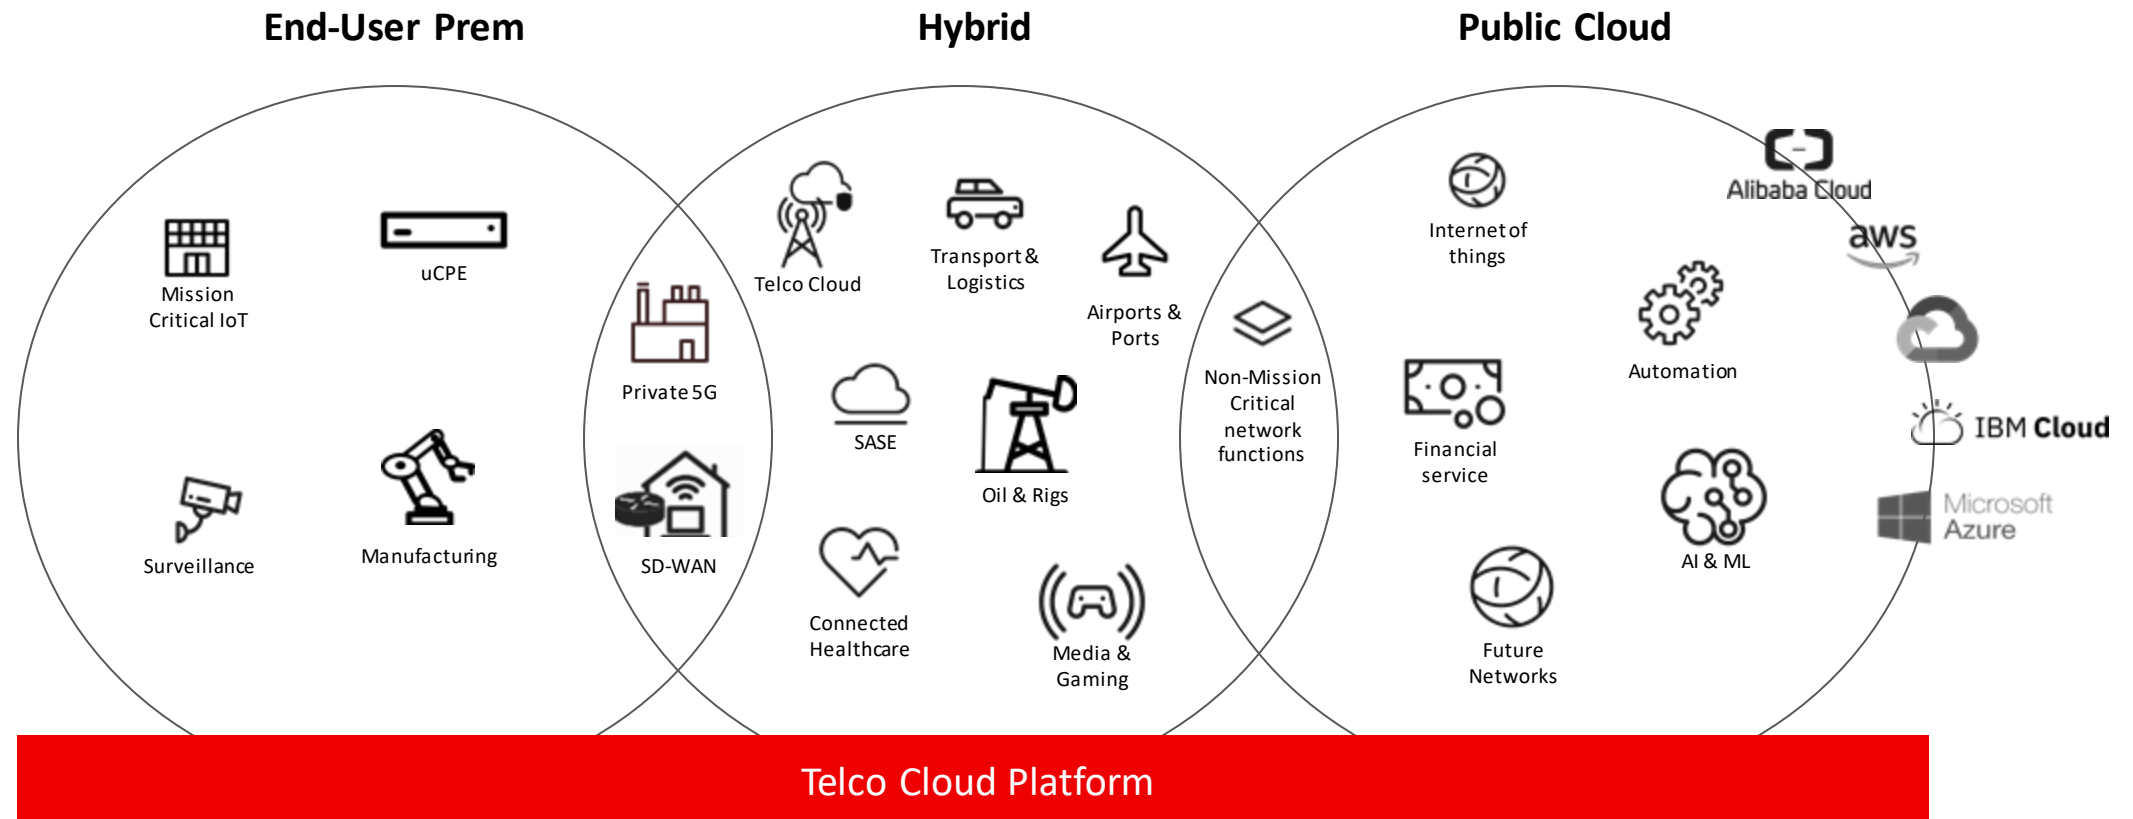 End-User Prem
Hybrid
Public Cloud
Mission
Critical IoT
uCPE
Surveillance
Manufacturing
Private 5G
SD-WAN
Telco Cloud
Transport &
Logistics
Airports &
Ports
SASE
Oil & Rigs
Connected
Healthcare
Media &
Gaming
Non-Mission
Critical
network
functions
Internet of
things
Automation
Financial
service
AI & ML
Future
Networks
Alibaba Cloud
aws
IBM Cloud
Microsoft
Azure
Telco Cloud Platform